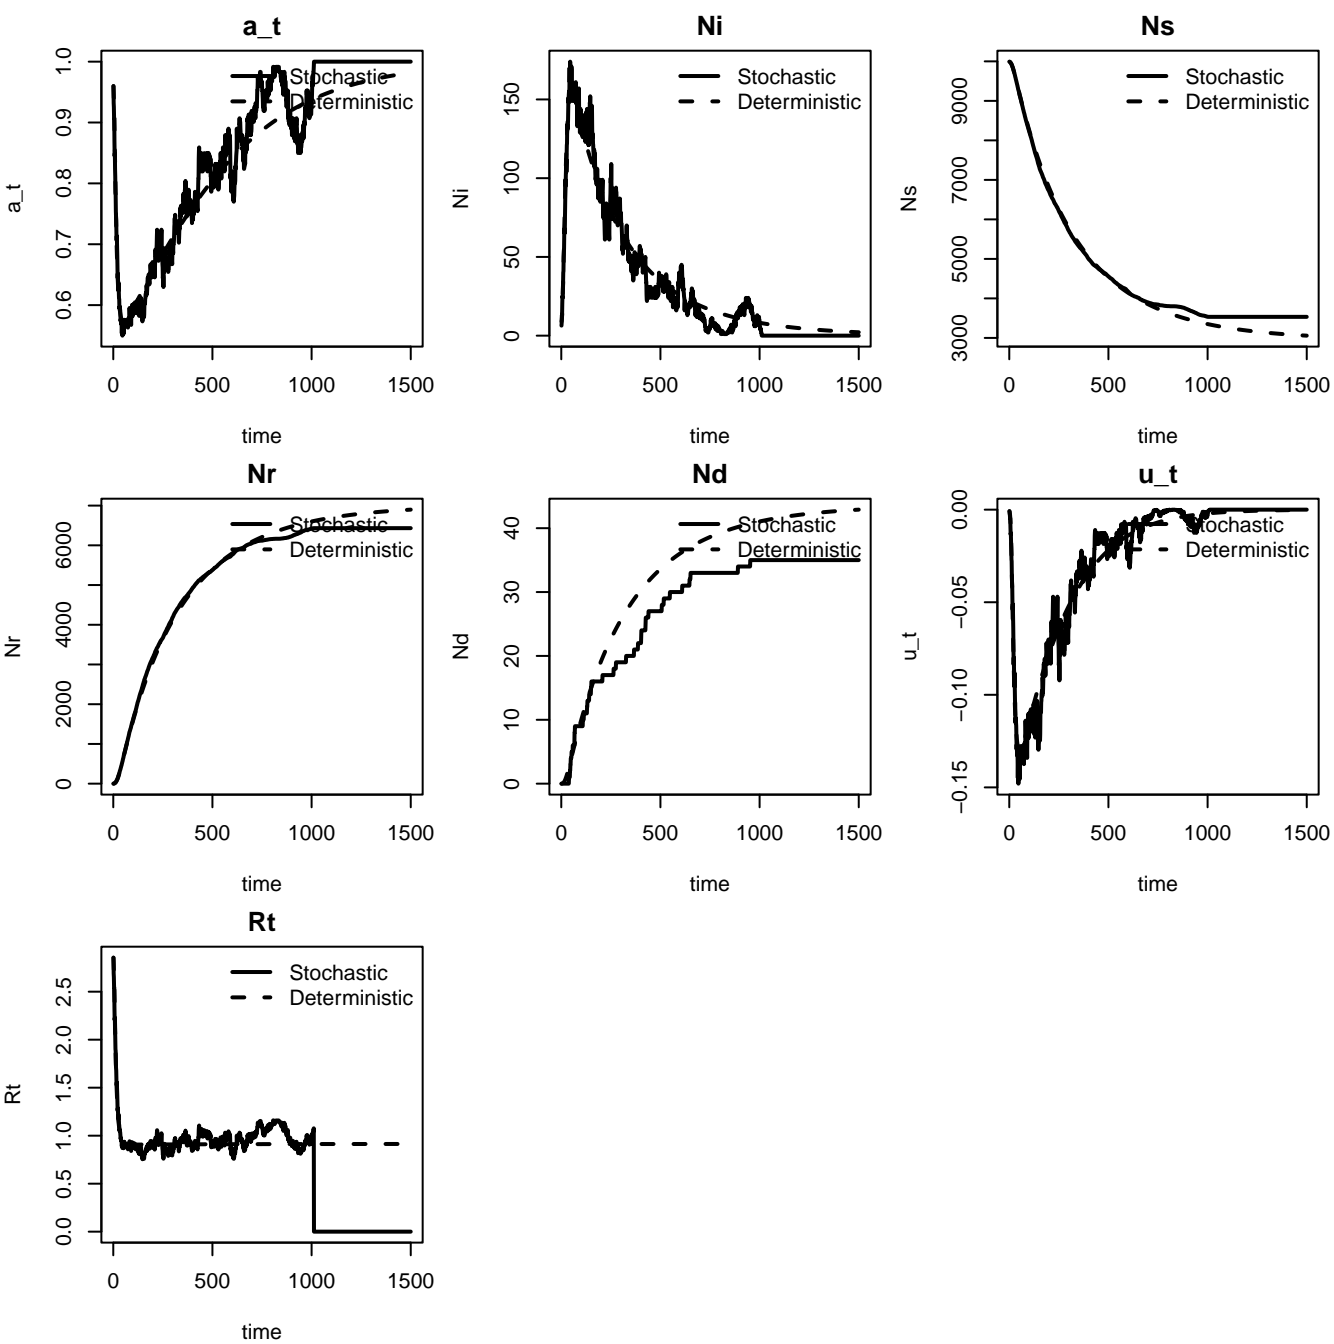 a_t
Ni
Ns
1.0
0.9
0.8
0.7
0.6
a_t
Stochastic
Deterministic
0
500
1000
1500
time
150
100
50
0
Ni
Stochastic
Deterministic
0
500
1000
1500
time
9000
7000
5000
3000
Ns
Stochastic
Deterministic
0
500
1000
1500
time
Nr
Nd
u_t
6000
4000
2000
0
Nr
Stochastic
Deterministic
0
500
1000
1500
time
40
30
20
10
0
Nd
Stochastic
Deterministic
0
500
1000
1500
time
0.00
−0.05
−0.10
−0.15
u_t
Stochastic
Deterministic
0
500
1000
1500
time
Rt
2.5
2.0
1.5
1.0
0.5
0.0
Rt
Stochastic
Deterministic
0
500
1000
1500
time